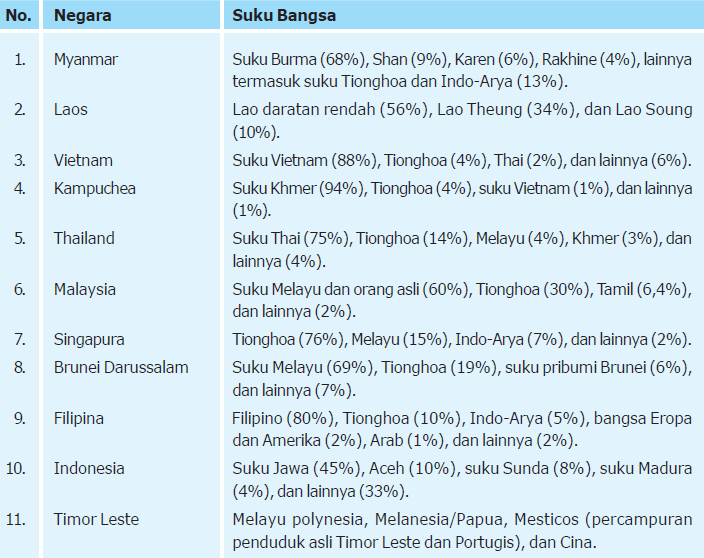 No. Negara Suku Bangsa
1. Myanmar Suku Burma (68%), Shan (9%), Karen (6%), Rakhine (4%), lainnya
termasuk suku Tionghoa dan Indo-Arya (13%).
2. Laos Lao daratan rendah (56%), Lao Theung (34%), dan Lao Soung
(10%).
3. Vietnam Suku Vietnam (88%), Tionghoa (4%), Thai (2%), dan lainnya (6%).
4. Kampuchea Suku Khmer (94%), Tionghoa (4%), suku Vietnam (1%), dan lainnya
(1%).
5. Thailand Suku Thai (75%), Tionghoa (14%), Melayu (4%), Khmer (3%), dan
lainnya (4%).
6. Malaysia Suku Melayu dan orang asli (60%), Tionghoa (30%), Tamil (6,4%),
dan lainnya (2%).
7. Singapura Tionghoa (76%), Melayu (15%), Indo-Arya (7%), dan lainnya (2%).
8. Brunei Darussalam Suku Melayu (69%), Tionghoa (19%), suku pribumi Brunei (6%),
dan lainnya (7%).
9. Filipina Filipino (80%), Tionghoa (10%), Indo-Arya (5%), bangsa Eropa
dan Amerika (2%), Arab (1%), dan lainnya (2%).
10. Indonesia Suku Jawa (45%), Aceh (10%), suku Sunda (8%), suku Madura
(4%), dan lainnya (33%).
11. Timor Leste Melayu polynesia, Melanesia/Papua, Mesticos (percampuran
penduduk asli Timor Leste dan Portugis), dan Cina.